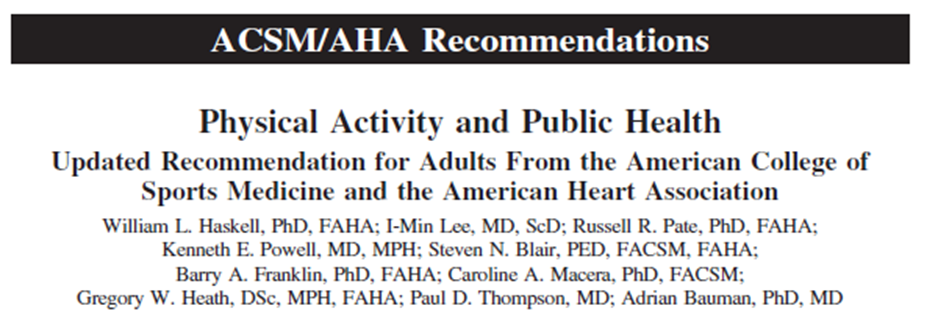 ACSM/AHA Recommendations
Physical Activity and Public Health
Updated Recommendation for Adults From the American College of
Sports Medicine and the American Heart Association
William L. Haskell, PhD, FAHA; I-Min Lee, MD, ScD; Russell R. Pate, PhD, FAHA;
Kenneth E. Powell, MD, MPH; Steven N. Blair, PED, FACSM, FAHA;
Barry A. Franklin, PhD, FAHA; Caroline A. Macera, PhD, FACSM;
Gregory W. Heath, DSc, MPH, FAHA; Paul D. Thompson, MD; Adrian Bauman, PhD, MD